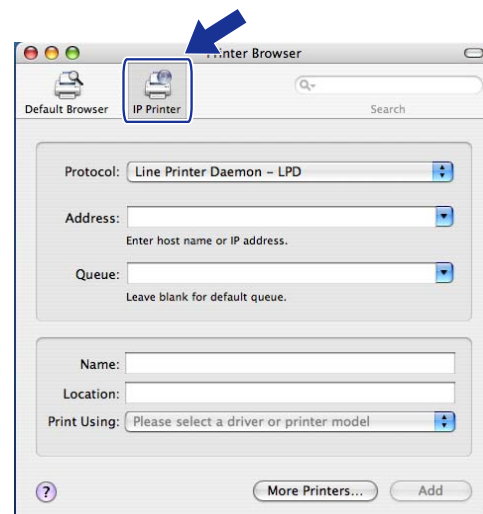 Printer Browser
Default Browser
IP Printer
Search
Protocol: Line Printer Daemon – LPD
Address:
Enter host name or IP address.
Queue:
Leave blank for default queue.
Name:
Location:
Print Using: Please select a driver or printer model
? More Printers... Add